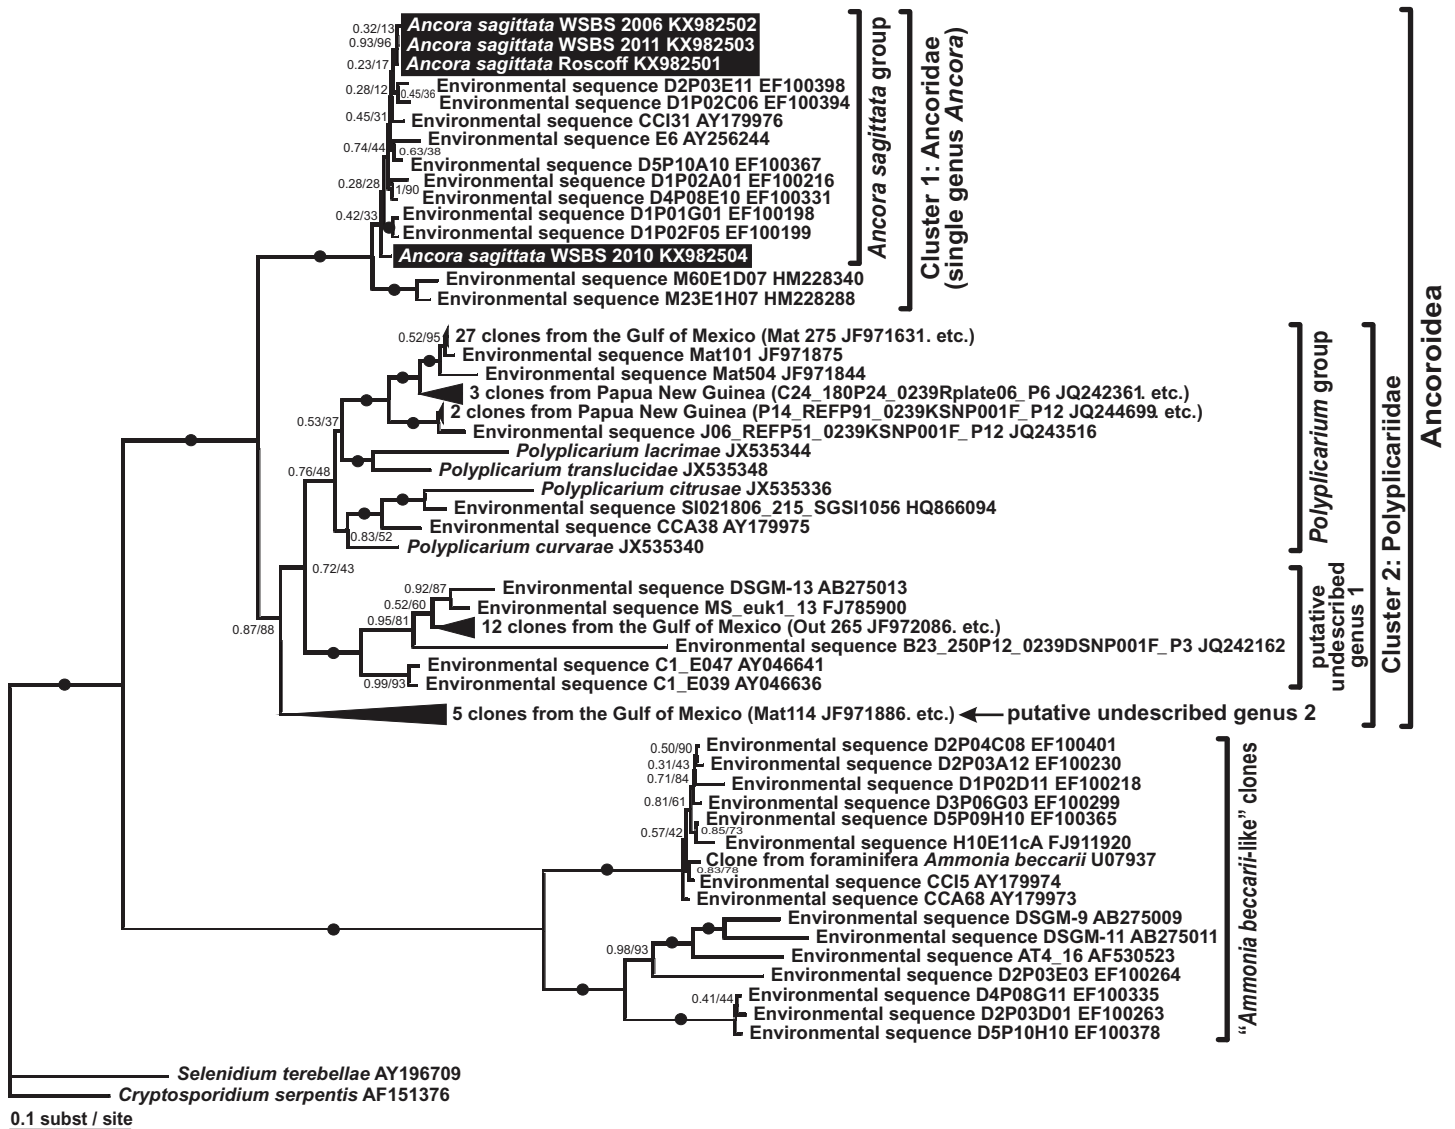 0.32/13
Ancora sagittata WSBS 2006 KX982502
0.93/96
Ancora sagittata WSBS 2011 KX982503
0.23/17
Ancora sagittata Roscoff KX982501
0.28/12
Environmental sequence D2P03E11 EF100398
0.45/36
Environmental sequence D1P02C06 EF100394
0.45/31
Environmental sequence CCI31 AY179976
Environmental sequence E6 AY256244
0.74/44
0.63/38
Environmental sequence D5P10A10 EF100367
0.28/28
Environmental sequence D1P02A01 EF100216
1/90
Environmental sequence D4P08E10 EF100331
0.42/33
Environmental sequence D1P01G01 EF100198
Environmental sequence D1P02F05 EF100199
Ancora sagittata WSBS 2010 KX982504
Environmental sequence M60E1D07 HM228340
Environmental sequence M23E1H07 HM228288
Ancora sagittata group
Cluster 1: Ancoridae
(single genus Ancora)
0.52/95
27 clones from the Gulf of Mexico (Mat 275 JF971631. etc.)
Environmental sequence Mat101 JF971875
Environmental sequence Mat504 JF971844
3 clones from Papua New Guinea (C24_180P24_0239Rplate06_P6 JQ242361. etc.)
2 clones from Papua New Guinea (P14_REFP91_0239KSNP001F_P12 JQ244699. etc.)
0.53/37
Environmental sequence J06_REFP51_0239KSNP001F_P12 JQ243516
Polyplicarium lacrimae JX535344
0.76/48
Polyplicarium translucidae JX535348
Polyplicarium citrusae JX535336
Environmental sequence SI021806_215_SGSI1056 HQ866094
Environmental sequence CCA38 AY179975
0.83/52
Polyplicarium curvarae JX535340
Polyplicarium group
0.72/43
0.92/87
Environmental sequence DSGM-13 AB275013
0.52/60
Environmental sequence MS_euk1_13 FJ785900
0.95/81
12 clones from the Gulf of Mexico (Out 265 JF972086. etc.)
0.87/88
Environmental sequence B23_250P12_0239DSNP001F_P3 JQ242162
Environmental sequence C1_E047 AY046641
0.99/93
Environmental sequence C1_E039 AY046636
putative
undescribed
genus 1
5 clones from the Gulf of Mexico (Mat114 JF971886. etc.)
putative undescribed genus 2
Cluster 2: Polyplicariidae
Ancoroidea
0.50/90
Environmental sequence D2P04C08 EF100401
0.31/43
Environmental sequence D2P03A12 EF100230
0.71/84
Environmental sequence D1P02D11 EF100218
0.81/61
Environmental sequence D3P06G03 EF100299
Environmental sequence D5P09H10 EF100365
0.57/42
0.85/73
Environmental sequence H10E11cA FJ911920
Clone from foraminifera Ammonia beccarii U07937
0.83/78
Environmental sequence CCI5 AY179974
Environmental sequence CCA68 AY179973
Environmental sequence DSGM-9 AB275009
Environmental sequence DSGM-11 AB275011
0.98/93
Environmental sequence AT4_16 AF530523
Environmental sequence D2P03E03 EF100264
0.41/44
Environmental sequence D4P08G11 EF100335
Environmental sequence D2P03D01 EF100263
Environmental sequence D5P10H10 EF100378
“Ammonia beccarii-like” clones
Selenidium terebellae AY196709
Cryptosporidium serpentis AF151376
0.1 subst / site